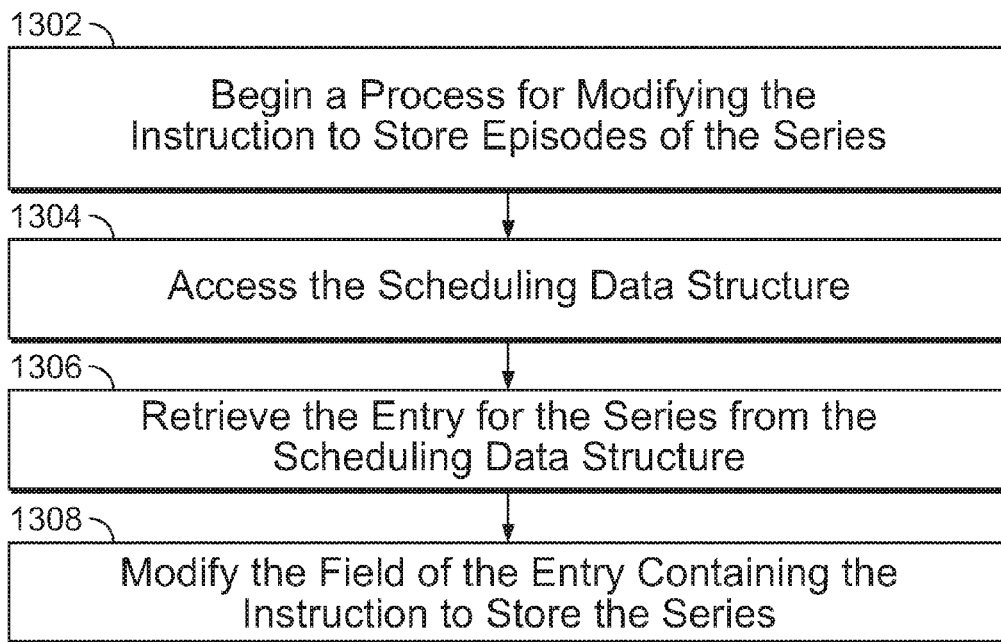 1302
Begin a Process for Modifying the
Instruction to Store Episodes of the Series
1304
Access the Scheduling Data Structure
1306
Retrieve the Entry for the Series from the
Scheduling Data Structure
1308
Modify the Field of the Entry Containing the
Instruction to Store the Series